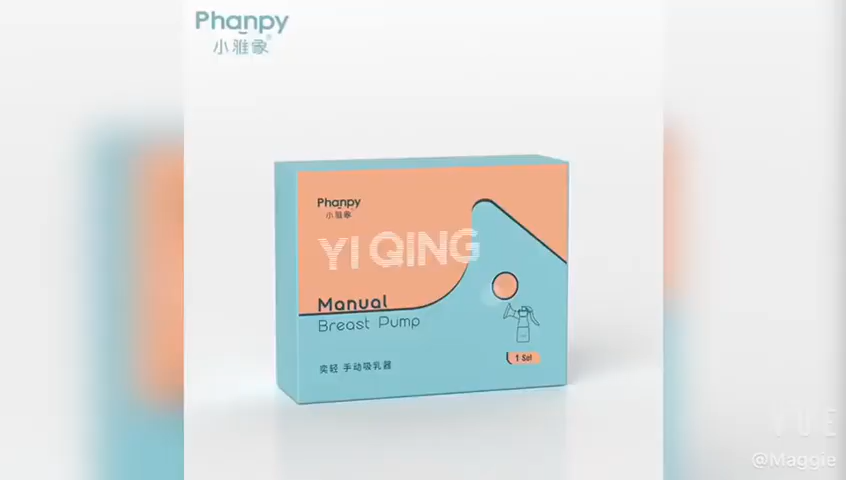 Phanpy
小雅象®
Phanpy
小雅象
YI QING
Manual
Breast Pump
奕轻 手动吸乳器
1 Set
VUE
@Maggie